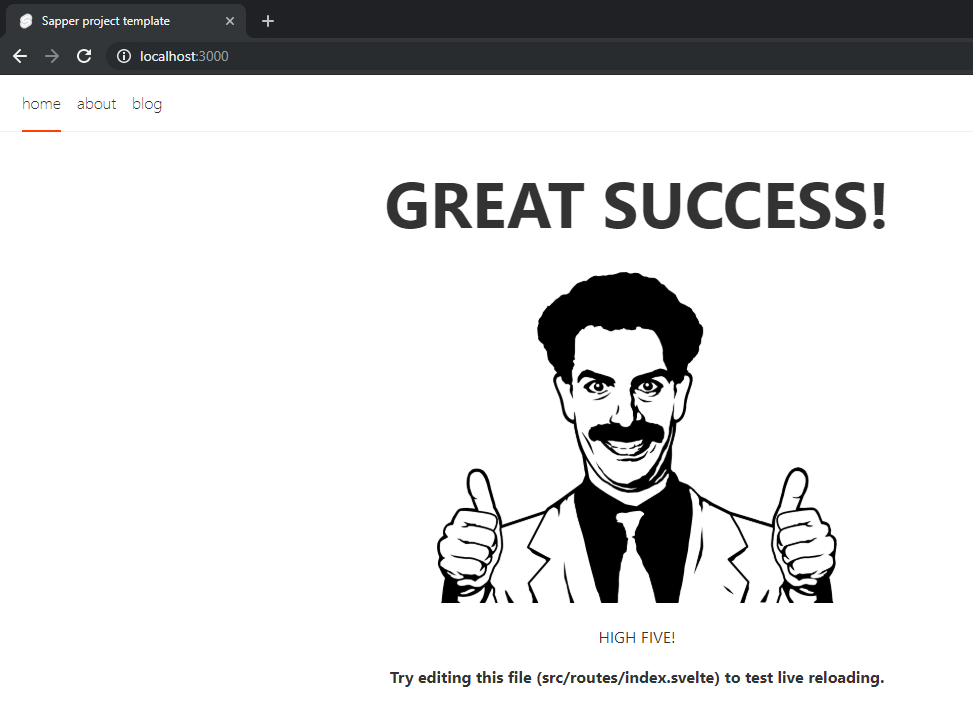 Sapper project template
localhost:3000
home about blog
GREAT SUCCESS!
HIGH FIVE!
Try editing this file (src/routes/index.svelte) to test live reloading.